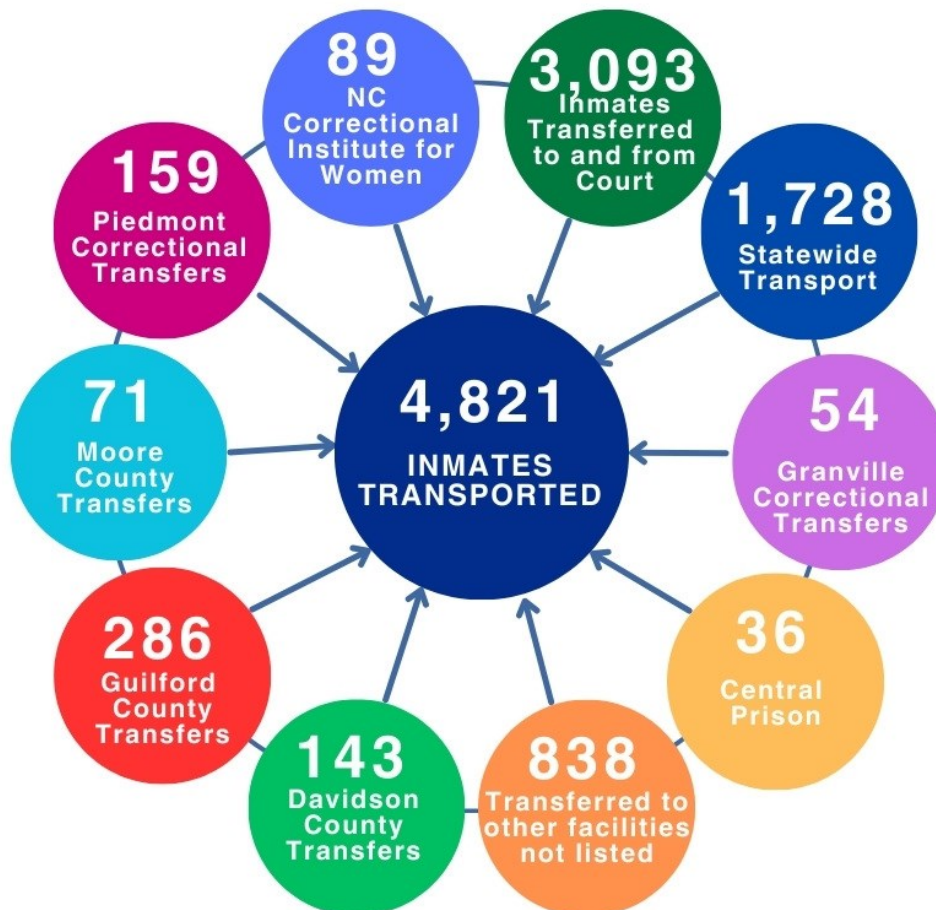 89
NC
Correctional
Institute for
Women
3,093
Inmates
Transferred
to and from
Court
1,728
Statewide
Transport
54
Granville
Correctional
Transfers
36
Central
Prison
838
Transferred to
other facilities
not listed
143
Davidson
County
Transfers
286
Guilford
County
Transfers
71
Moore
County
Transfers
159
Piedmont
Correctional
Transfers
4,821
INMATES
TRANSPORTED